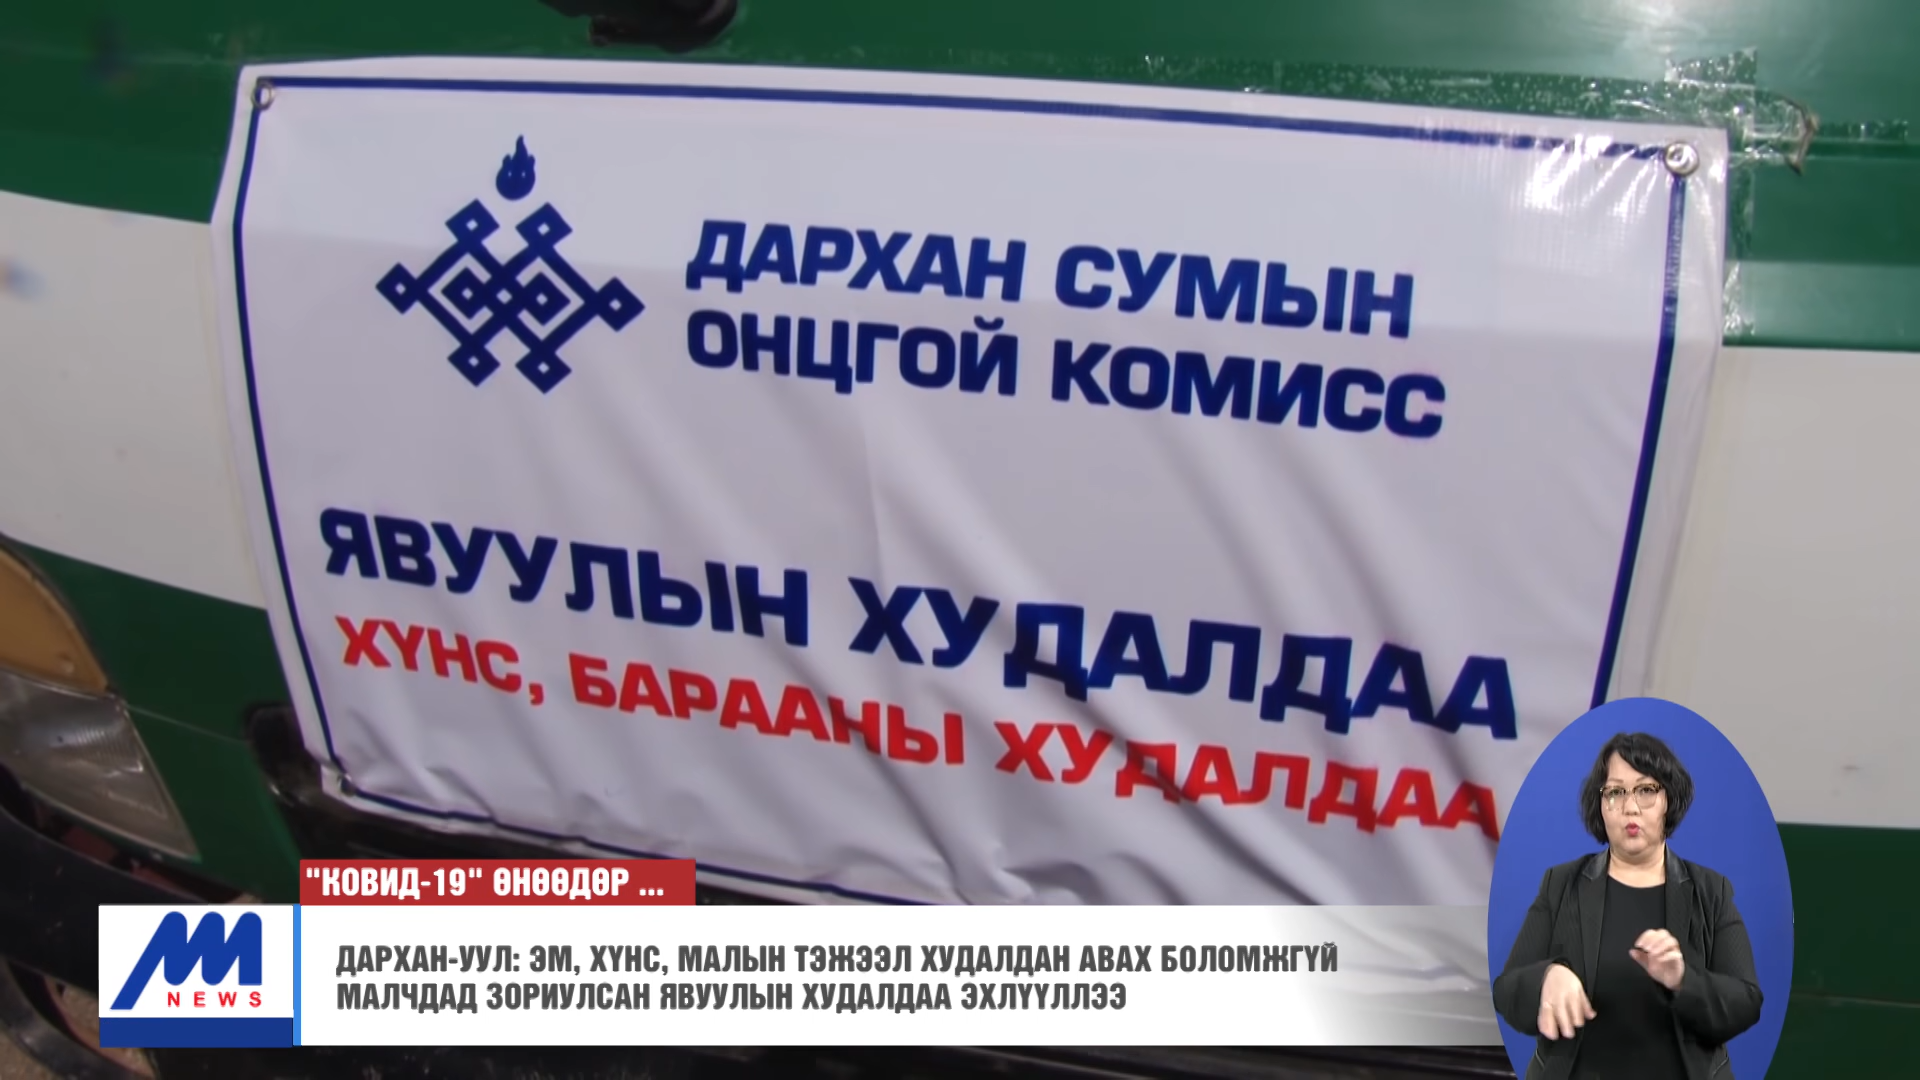 ДАРХАН СУМЫН
ОНЦГОЙ КОМИСС
ЯВУУЛЫН ХУДАЛДАА
ХҮНС, БАРААНЫ ХУДАЛДАА
"КОВИД-19" ӨНӨӨДӨР ...
ДАРХАН-УУЛ: ЭМ, ХҮНС, МАЛЫН ТЭЖЭЭЛ ХУДАЛДАН АВАХ БОЛОМЖГҮЙ
МАЛЧДАД ЗОРИУЛСАН ЯВУУЛЫН ХУДАЛДАА ЭХЛҮҮЛЛЭЭ
M
NEWS